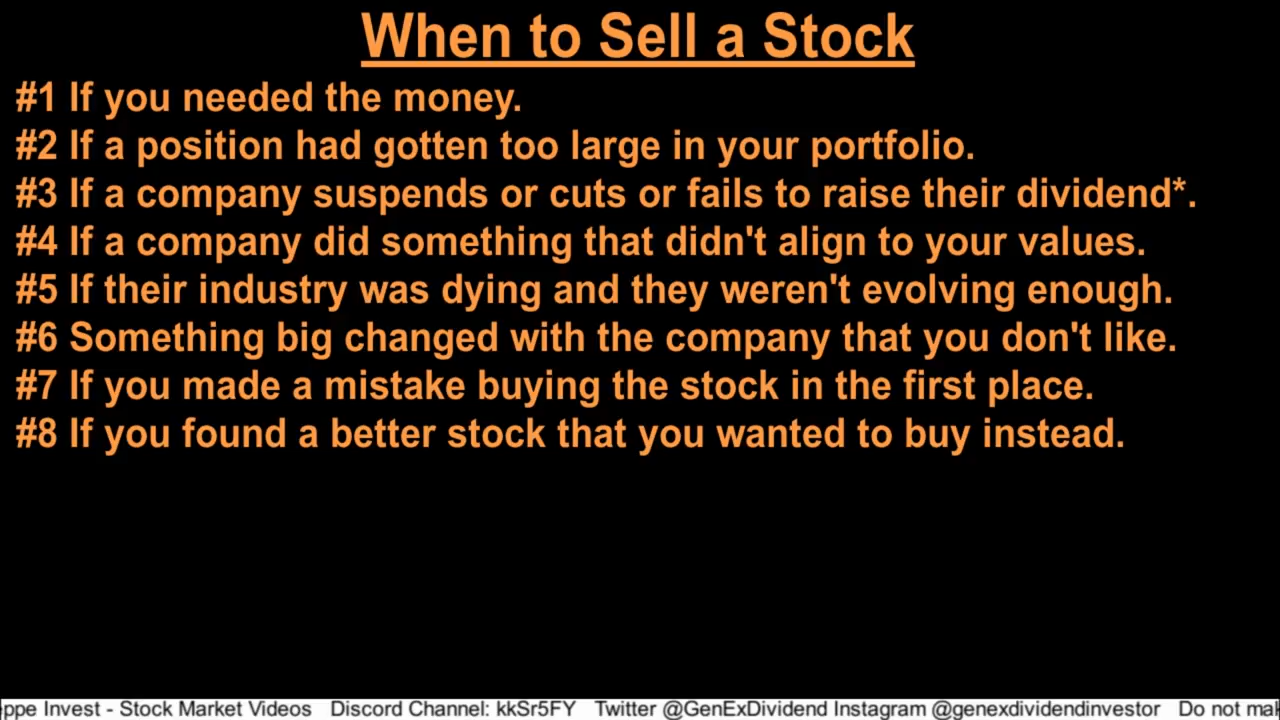 When to Sell a Stock
#1 If you needed the money.
#2 If a position had gotten too large in your portfolio.
#3 If a company suspends or cuts or fails to raise their dividend*.
#4 If a company did something that didn't align to your values.
#5 If their industry was dying and they weren't evolving enough.
#6 Something big changed with the company that you don't like.
#7 If you made a mistake buying the stock in the first place.
#8 If you found a better stock that you wanted to buy instead.
Invest - Stock Market Videos Discord Channel: kkSr5FY Twitter @GenExDividend Instagram @genexdividendinvestor Do not